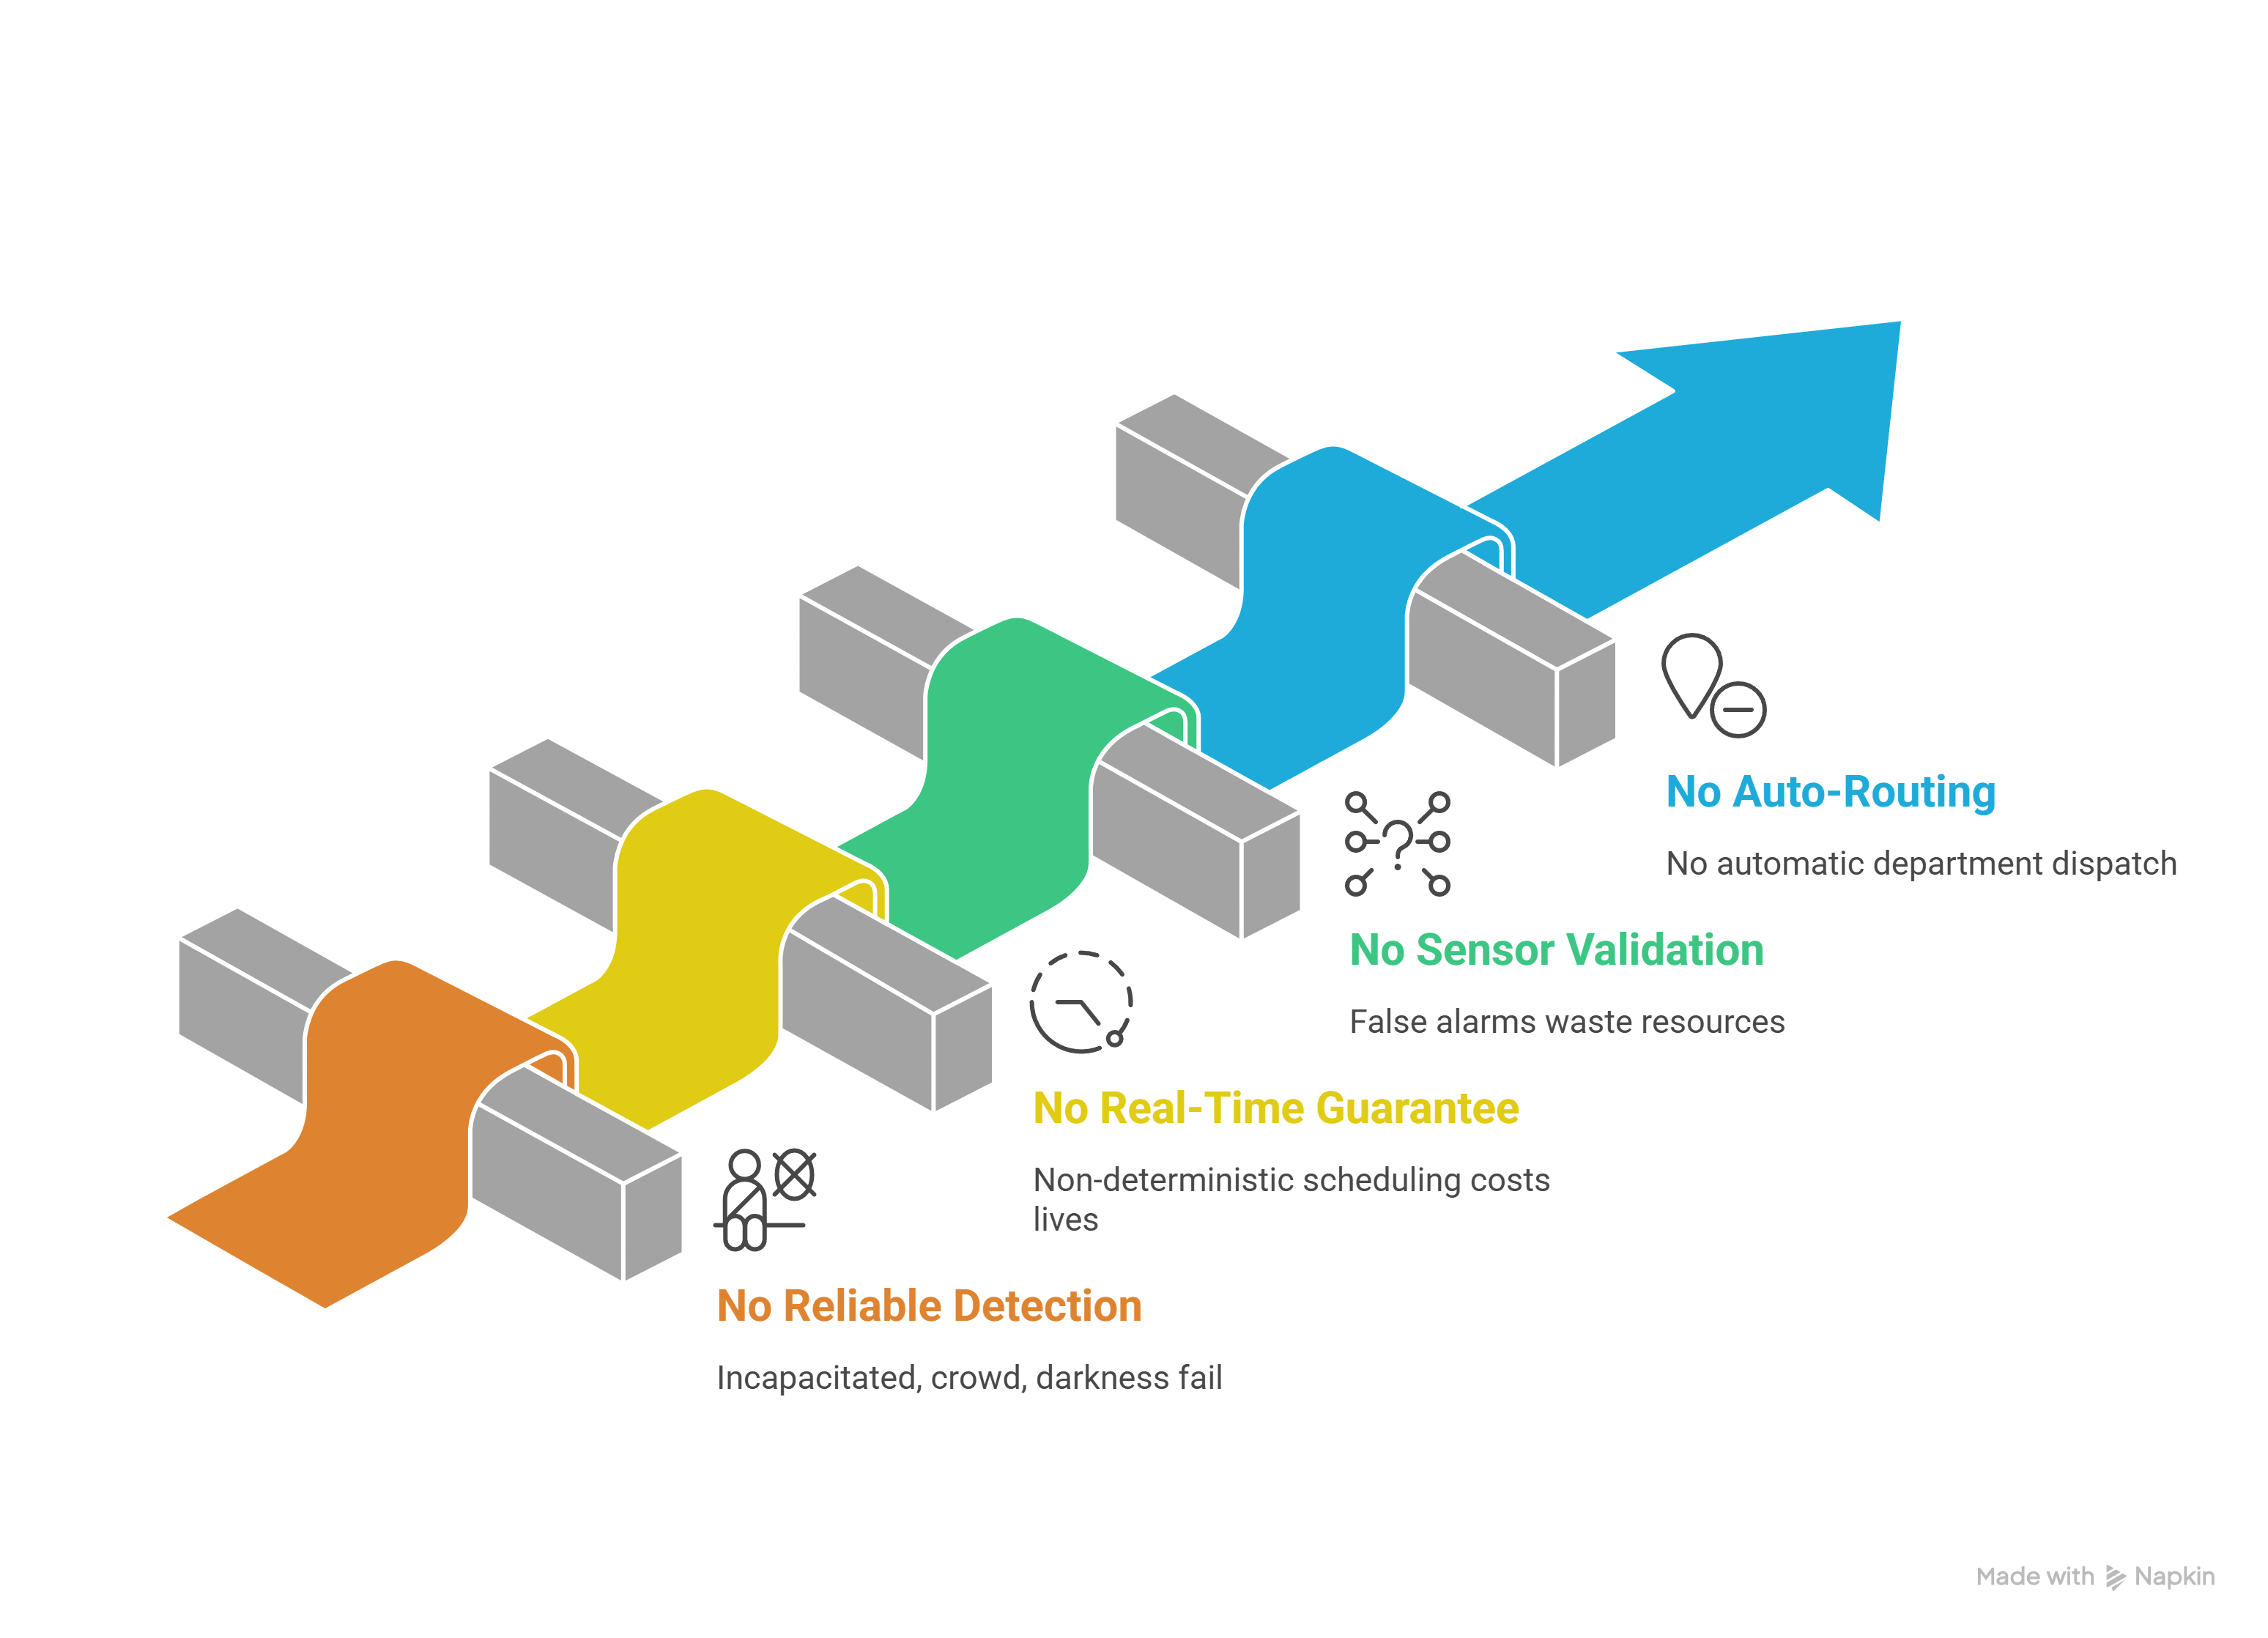 No Auto-Routing
No automatic department dispatch
No Sensor Validation
False alarms waste resources
No Real-Time Guarantee
Non-deterministic scheduling costs
lives
No Reliable Detection
Incapacitated, crowd, darkness fail
Made with Napkin